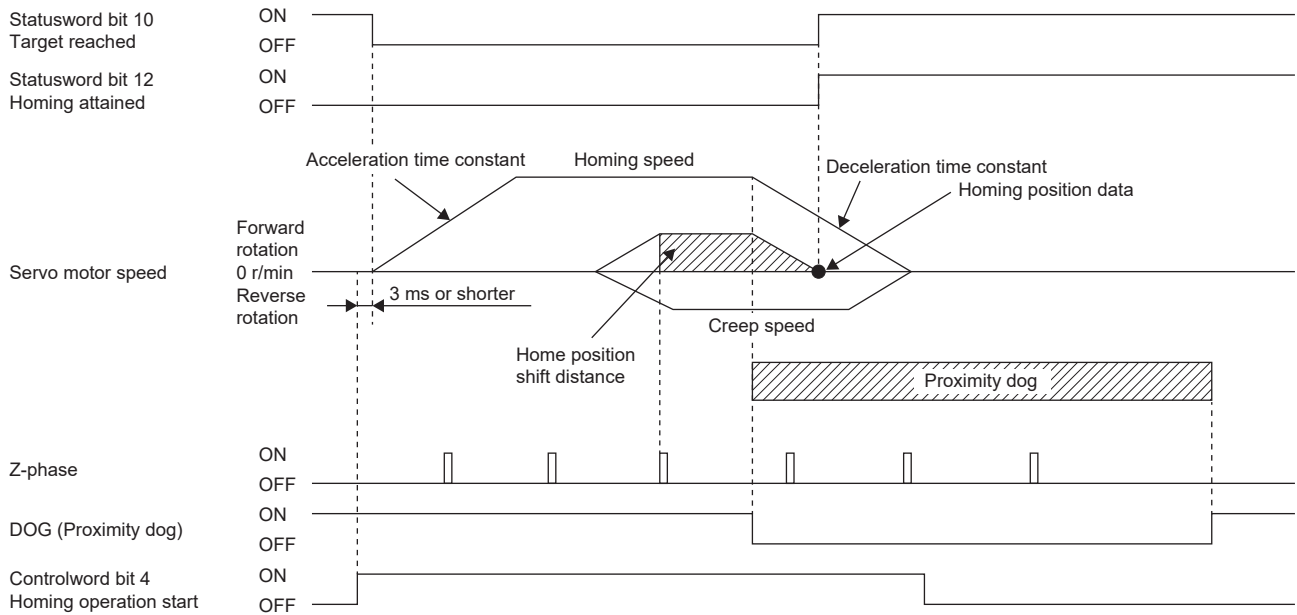 Statusword bit 10
Target reached
ON
OFF
Statusword bit 12
Homing attained
ON
OFF
Acceleration time constant
Homing speed
Deceleration time constant
Homing position data
Servo motor speed
Forward
rotation
0 r/min
Reverse
rotation
3 ms or shorter
Creep speed
Home position
shift distance
Proximity dog
Z-phase
ON
OFF
DOG (Proximity dog)
ON
OFF
Controlword bit 4
Homing operation start
ON
OFF